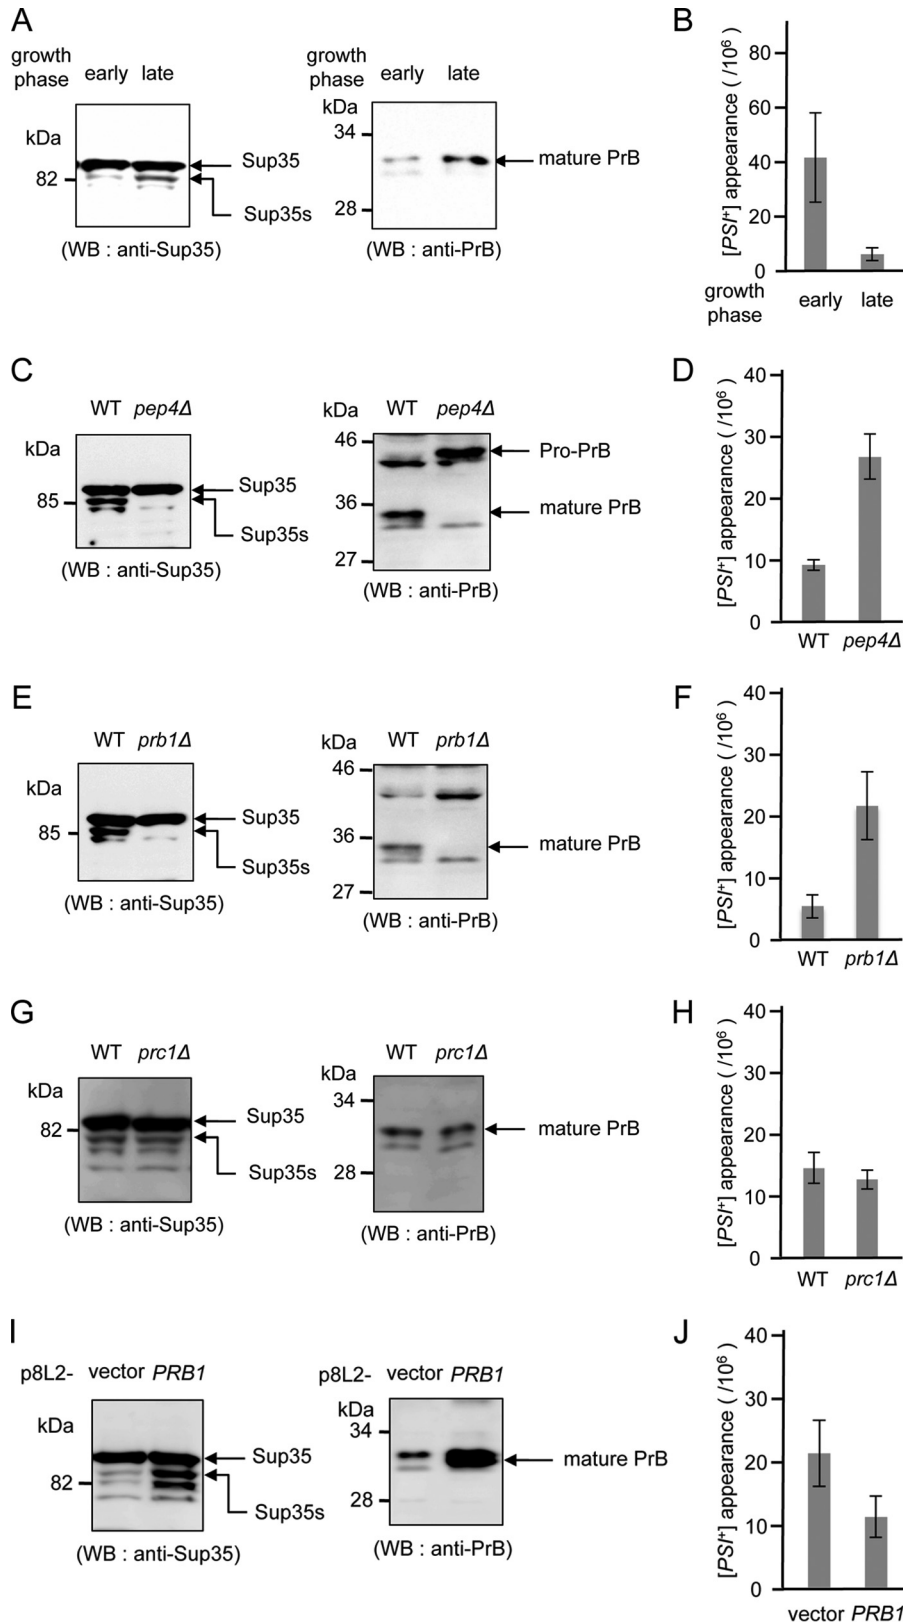 A
growth
phase
early
late
kDa
82
Sup35
Sup35s
(WB : anti-Sup35)
growth
phase
early
late
kDa
34
28
mature PrB
(WB : anti-PrB)
B
[PSI+] appearance ( /10⁶ )
80
60
40
20
0
growth
phase
early
late
C
WT pep4Δ
kDa
85
Sup35
Sup35s
(WB : anti-Sup35)
WT pep4Δ
kDa
46
36
27
Pro-PrB
mature PrB
(WB : anti-PrB)
D
[PSI+] appearance ( /10⁶ )
40
30
20
10
0
WT pep4Δ
E
WT prb1Δ
kDa
85
Sup35
Sup35s
(WB : anti-Sup35)
WT prb1Δ
kDa
46
36
27
mature PrB
(WB : anti-PrB)
F
[PSI+] appearance ( /10⁶ )
40
30
20
10
0
WT prb1Δ
G
WT prc1Δ
kDa
82
Sup35
Sup35s
(WB : anti-Sup35)
WT prc1Δ
kDa
34
28
mature PrB
(WB : anti-PrB)
H
[PSI+] appearance ( /10⁶ )
40
30
20
10
0
WT prc1Δ
I
p8L2- vector PRB1
kDa
82
Sup35
Sup35s
(WB : anti-Sup35)
p8L2- vector PRB1
kDa
34
28
mature PrB
(WB : anti-PrB)
J
[PSI+] appearance ( /10⁶ )
40
30
20
10
0
vector PRB1